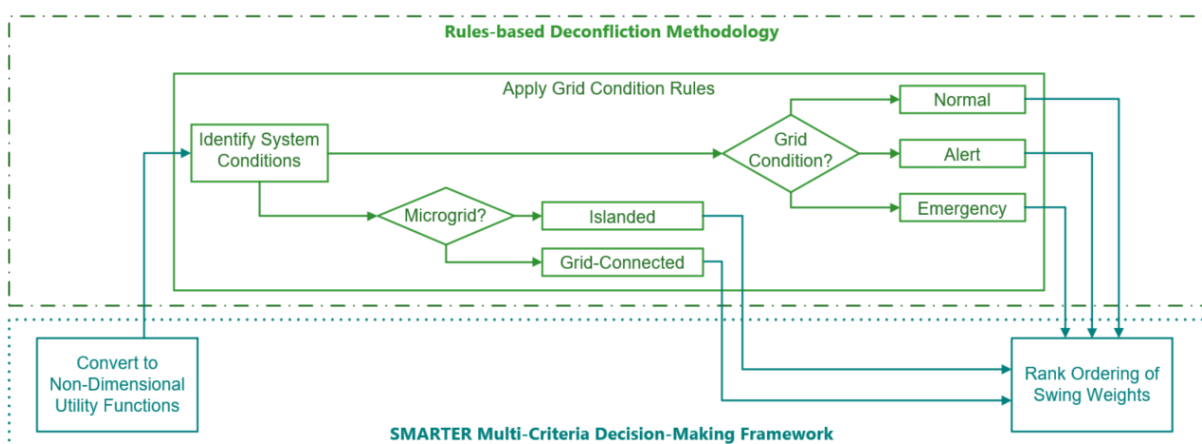 Rules-based Deconfliction Methodology
Apply Grid Condition Rules
Identify System
Conditions
Grid
Condition?
Normal
Alert
Emergency
Microgrid?
Islanded
Grid-Connected
Convert to
Non-Dimensional
Utility Functions
Rank Ordering of
Swing Weights
SMARTER Multi-Criteria Decision-Making Framework